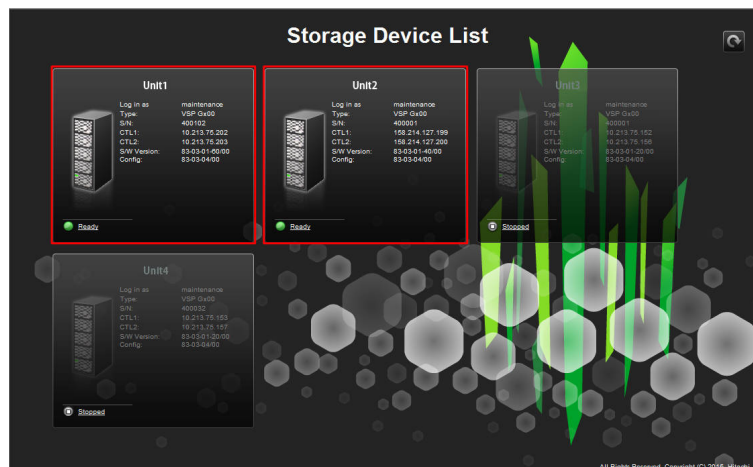 Storage Device List
Unit1
Log in as maintenance
Type: VSP Gx00
S/N: 400102
CTL1: 10.213.75.202
CTL2: 10.213.75.203
S/W Version: 83-03-01-60/00
Config: 83-03-04/00
Ready
Unit2
Log in as maintenance
Type: VSP Gx00
S/N: 400001
CTL1: 158.214.127.199
CTL2: 158.214.127.200
S/W Version: 83-03-01-40/00
Config: 83-03-04/00
Ready
Unit3
Log in as maintenance
Type: VSP Gx00
S/N: 400001
CTL1: 10.213.75.152
CTL2: 10.213.75.156
S/W Version: 83-03-01-20/00
Config: 83-03-04/00
Stopped
Unit4
Log in as maintenance
Type: VSP Gx00
S/N: 400032
CTL1: 10.213.75.153
CTL2: 10.213.75.157
S/W Version: 83-03-01-20/00
Config: 83-03-04/00
Stopped
All Rights Reserved, Copyright (C) 2015, Hitachi